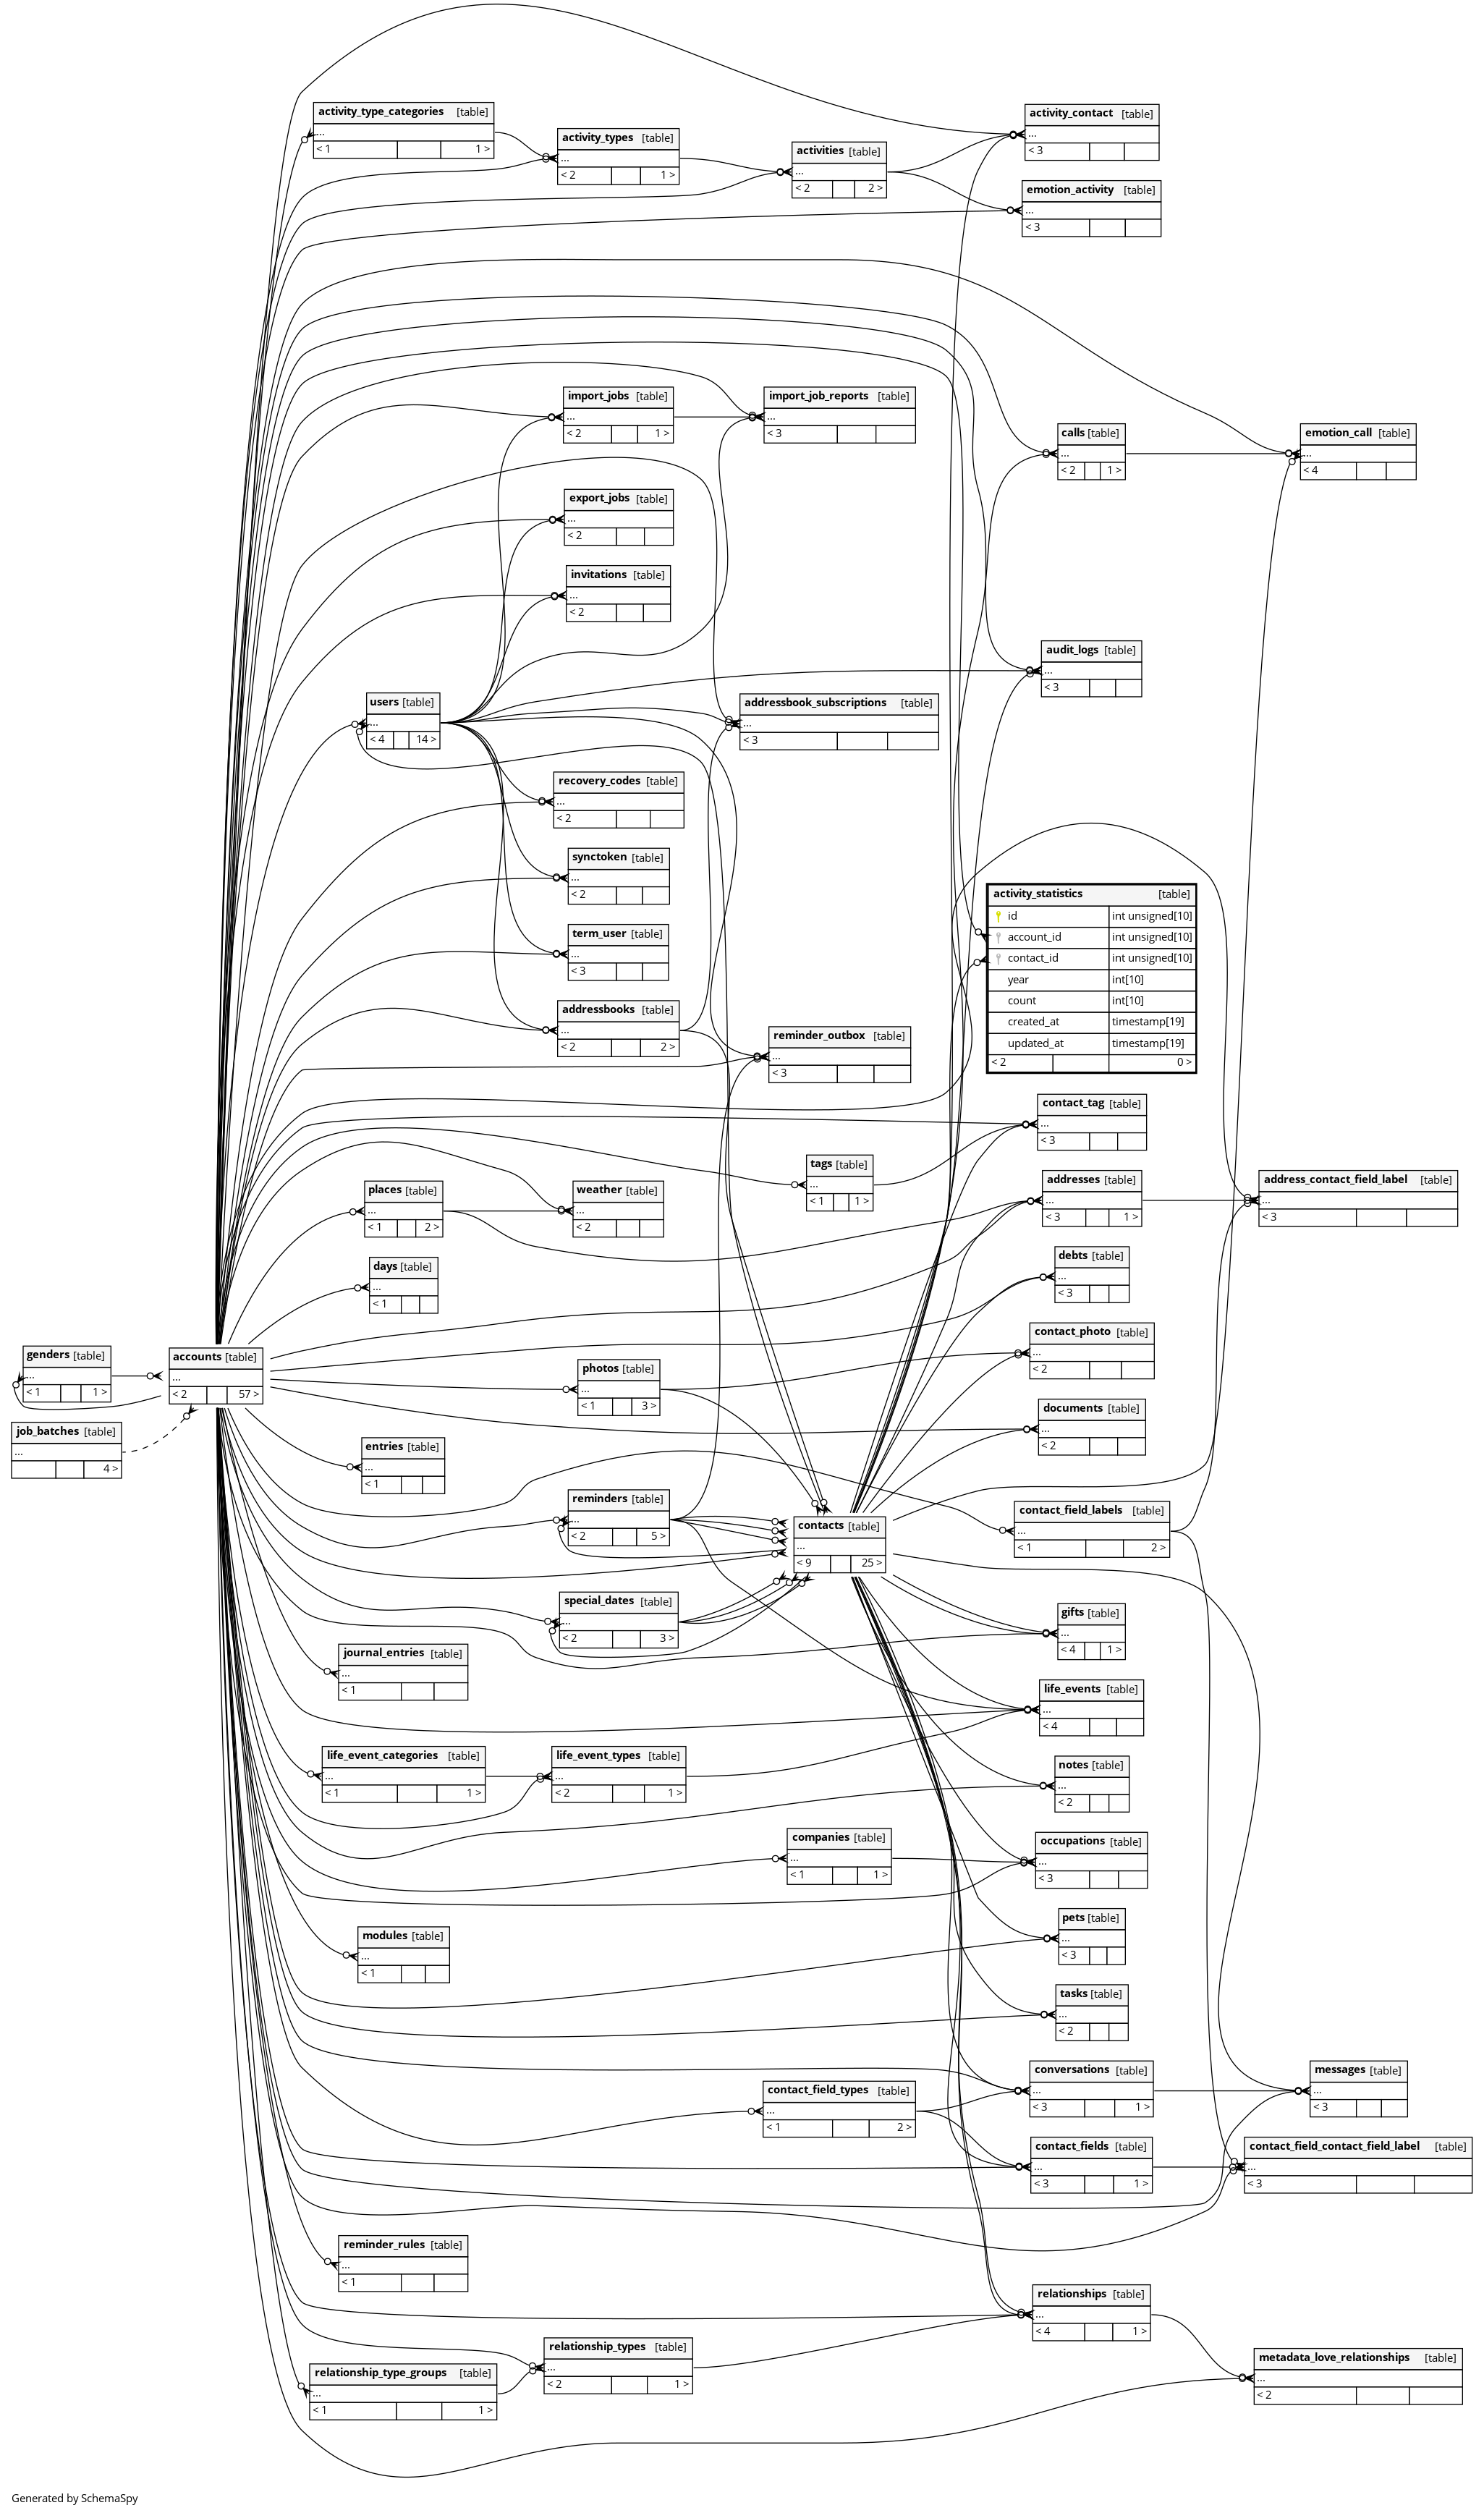 activity_type_categories [table]
...
< 1 1 >
activity_types [table]
...
< 2 1 >
activities [table]
...
< 2 2 >
activity_contact [table]
...
< 3
emotion_activity [table]
...
< 3
import_jobs [table]
...
< 2 1 >
import_job_reports [table]
...
< 3
calls [table]
...
< 2 1 >
emotion_call [table]
...
< 4
export_jobs [table]
...
< 2
invitations [table]
...
< 2
audit_logs [table]
...
< 3
users [table]
...
< 4 14 >
addressbook_subscriptions [table]
...
< 3
recovery_codes [table]
...
< 2
synctoken [table]
...
< 2
term_user [table]
...
< 3
addressbooks [table]
...
< 2 2 >
reminder_outbox [table]
...
< 3
activity_statistics [table]
id int unsigned[10]
account_id int unsigned[10]
contact_id int unsigned[10]
year int[10]
count int[10]
created_at timestamp[19]
updated_at timestamp[19]
< 2 0 >
contact_tag [table]
...
< 3
tags [table]
...
< 1 1 >
places [table]
...
< 1 2 >
weather [table]
...
< 2
addresses [table]
...
< 3 1 >
address_contact_field_label [table]
...
< 3
days [table]
...
< 1
debts [table]
...
< 3
genders [table]
...
< 1 1 >
accounts [table]
...
< 2 57 >
photos [table]
...
< 1 3 >
contact_photo [table]
...
< 2
job_batches [table]
...
4 >
documents [table]
...
< 2
entries [table]
...
< 1
reminders [table]
...
< 2 5 >
contacts [table]
...
< 9 25 >
contact_field_labels [table]
...
< 1 2 >
special_dates [table]
...
< 2 3 >
gifts [table]
...
< 4 1 >
journal_entries [table]
...
< 1
life_events [table]
...
< 4
life_event_categories [table]
...
< 1 1 >
life_event_types [table]
...
< 2 1 >
notes [table]
...
< 2
companies [table]
...
< 1 1 >
occupations [table]
...
< 3
modules [table]
...
< 1
pets [table]
...
< 3
tasks [table]
...
< 2
contact_field_types [table]
...
< 1 2 >
conversations [table]
...
< 3 1 >
messages [table]
...
< 3
contact_fields [table]
...
< 3 1 >
contact_field_contact_field_label [table]
...
< 3
reminder_rules [table]
...
< 1
relationships [table]
...
< 4 1 >
relationship_types [table]
...
< 2 1 >
relationship_type_groups [table]
...
< 1 1 >
metadata_love_relationships [table]
...
< 2
Generated by SchemaSpy